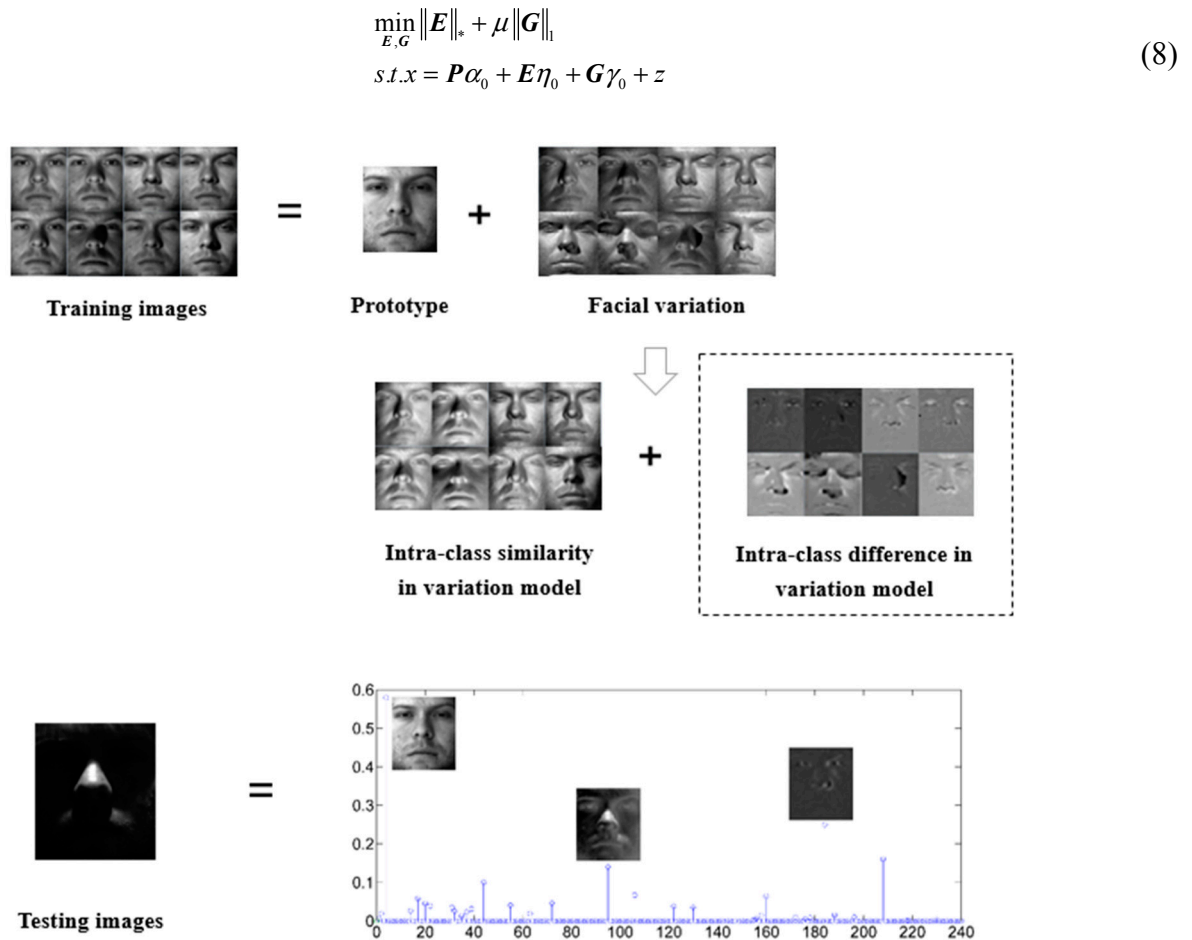 min ‖E‖* + μ‖G‖1
E,G
s.t.x = Pα0 + Eη0 + Gγ0 + z
(8)
=
+
Training images
Prototype
Facial variation
+
Intra-class similarity
in variation model
Intra-class difference in
variation model
Testing images
=
0.6
0.5
0.4
0.3
0.2
0.1
0
0 20 40 60 80 100 120 140 160 180 200 220 240